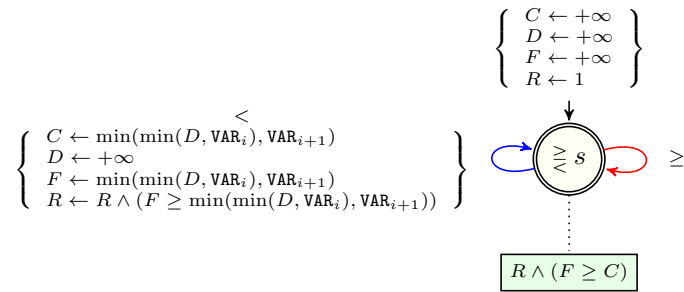 C ← +∞
D ← +∞
F ← +∞
R ← 1
<
C ← min(min(D, VAR_i), VAR_{i+1})
D ← +∞
F ← min(min(D, VAR_i), VAR_{i+1})
R ← R ∧ (F ≥ min(min(D, VAR_i), VAR_{i+1}))
≥
< s
≥
R ∧ (F ≥ C)